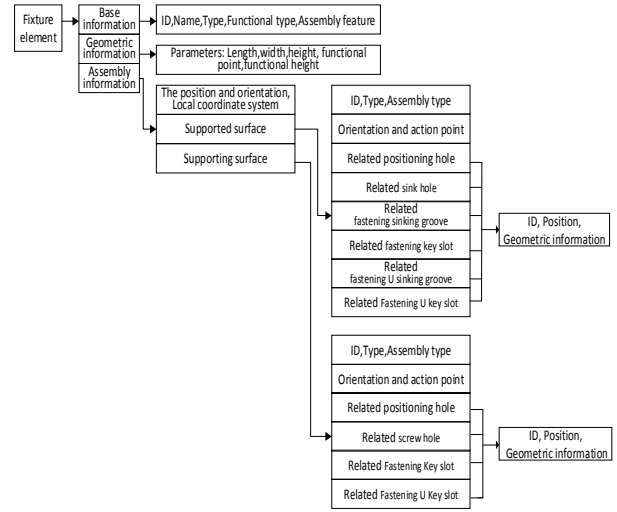 Fixture
element
Base
information
Geometric
information
Assembly
information
ID,Name,Type,Functional type,Assembly feature
Parameters: Length,width,height, functional
point,functional height
The position and orientation,
Local coordinate system
Supported surface
Supporting surface
ID,Type,Assembly type
Orientation and action point
Related positioning hole
Related sink hole
Related
fastening sinking groove
Related fastening key slot
Related
fastening U sinking groove
Related Fastening U key slot
ID, Position,
Geometric information
ID,Type,Assembly type
Orientation and action point
Related positioning hole
Related screw hole
Related Fastening Key slot
Related Fastening U Key slot
ID, Position,
Geometric information